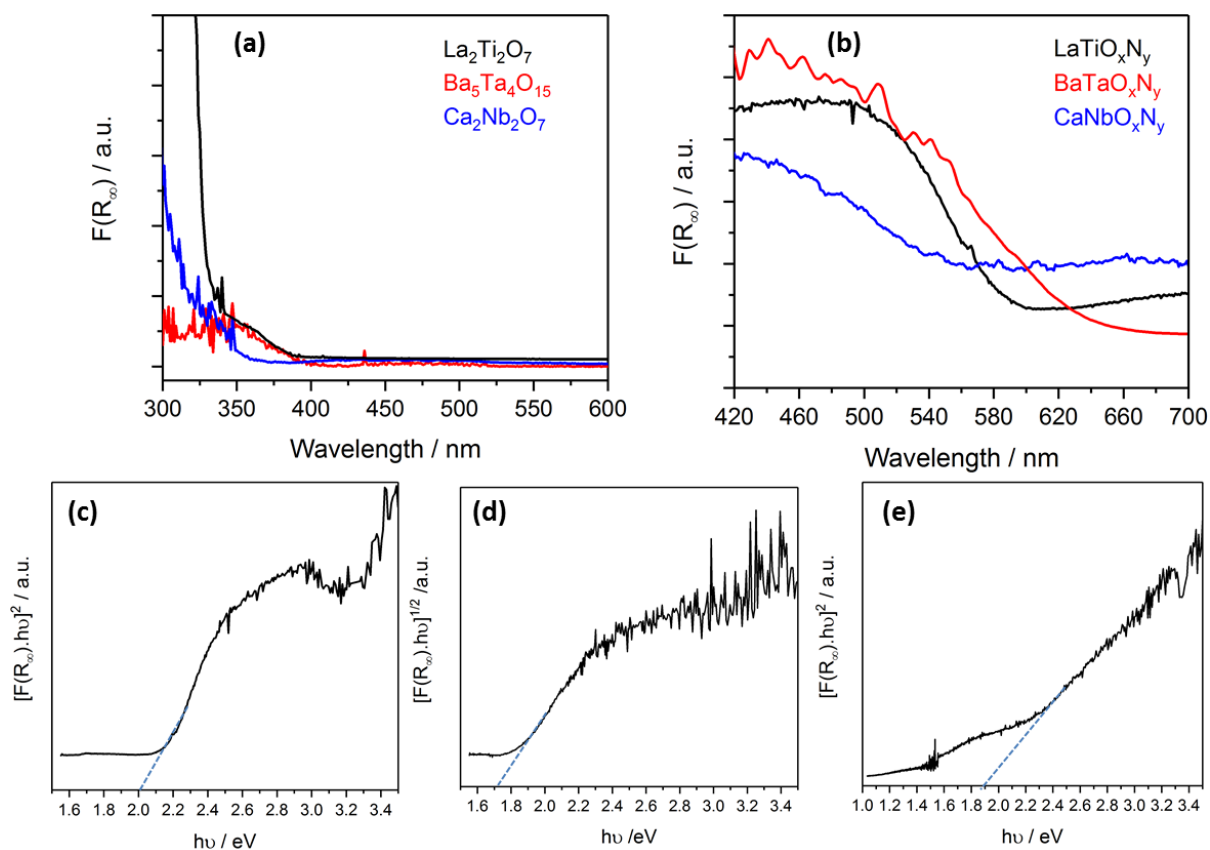 (a)
La₂Ti₂O₇
Ba₅Ta₄O₁₅
Ca₂Nb₂O₇
F(R∞) / a.u.
300 350 400 450 500 550 600
Wavelength / nm
(b)
LaTiOₓNᵧ
BaTaOₓNᵧ
CaNbOₓNᵧ
F(R∞) / a.u.
420 460 500 540 580 620 660 700
Wavelength / nm
(c)
[F(R∞).hυ]² / a.u.
1.6 1.8 2.0 2.2 2.4 2.6 2.8 3.0 3.2 3.4
hυ / eV
(d)
[F(R∞).hυ]¹/² /a.u.
1.6 1.8 2.0 2.2 2.4 2.6 2.8 3.0 3.2 3.4
hυ /eV
(e)
[F(R∞).hυ]² / a.u.
1.0 1.2 1.4 1.6 1.8 2.0 2.2 2.4 2.6 2.8 3.0 3.2 3.4
hυ / eV